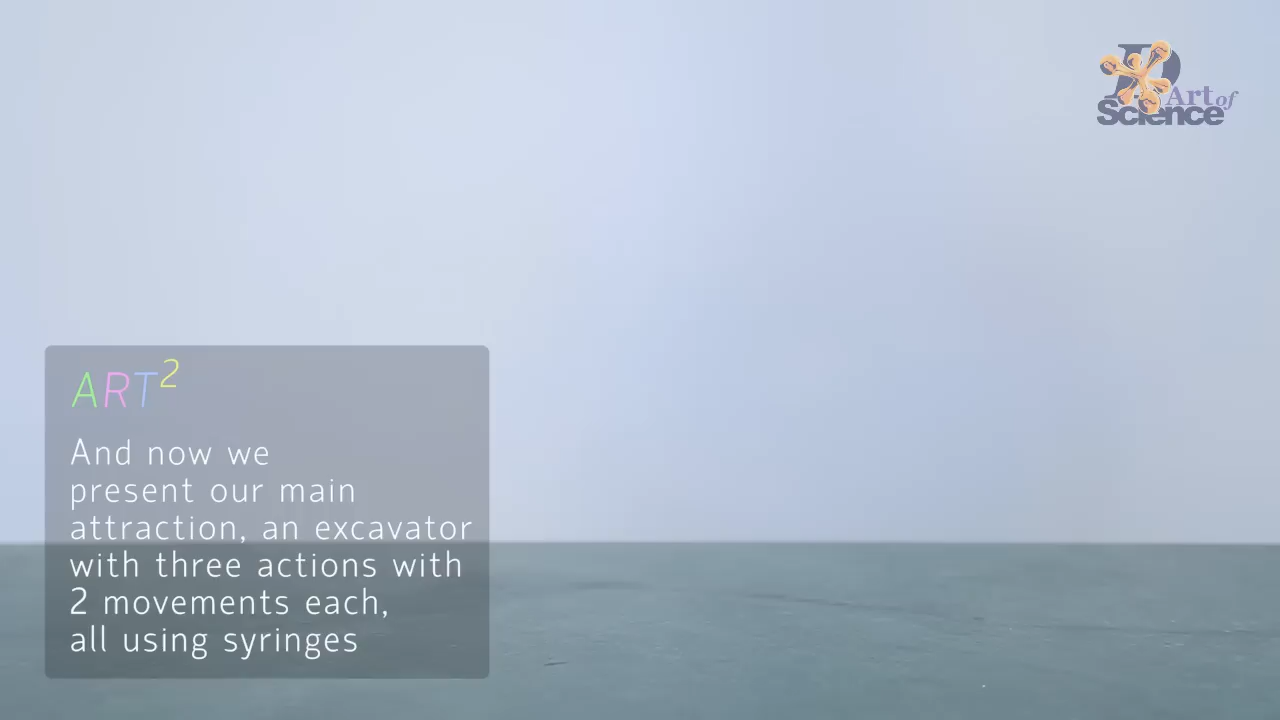 Art of
Science
ART²
And now we
present our main
attraction, an excavator
with three actions with
2 movements each,
all using syringes